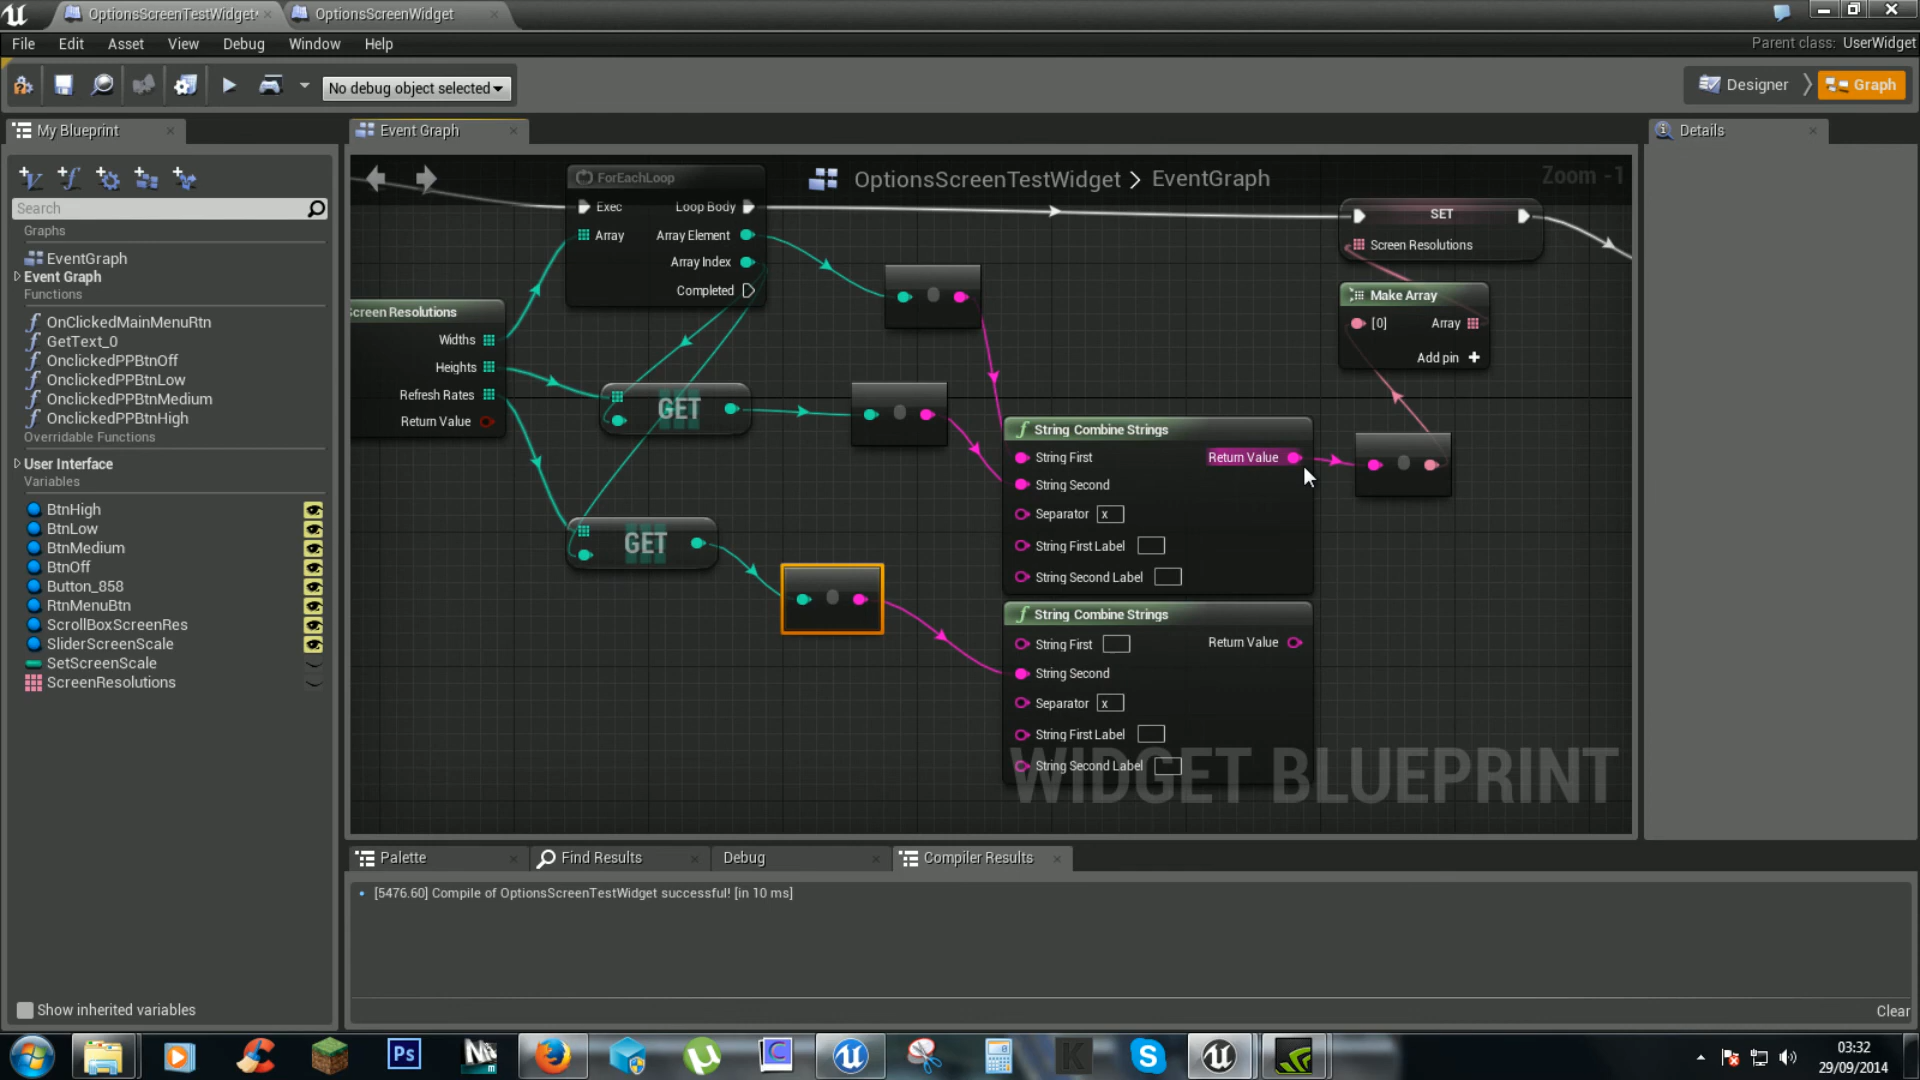 OptionsScreenTestWidget*
OptionsScreenWidget
File Edit Asset View Debug Window Help
Parent class: UserWidget
No debug object selected
Designer
Graph
My Blueprint
Event Graph
Details
Search
Graphs
EventGraph
Event Graph
Functions
OnClickedMainMenuRtn
GetText_0
OnclickedPPBtnOff
OnclickedPPBtnLow
OnclickedPPBtnMedium
OnclickedPPBtnHigh
Overridable Functions
User Interface
Variables
BtnHigh
BtnLow
BtnMedium
BtnOff
Button_858
RtnMenuBtn
ScrollBoxScreenRes
SliderScreenScale
SetScreenScale
ScreenResolutions
Show inherited variables
OptionsScreenTestWidget > EventGraph
Zoom -1
ForEachLoop
Exec
Loop Body
Array
Array Element
Array Index
Completed
Screen Resolutions
Widths
Heights
Refresh Rates
Return Value
GET
GET
SET
Screen Resolutions
Make Array
[0]
Array
Add pin +
String Combine Strings
String First
Return Value
String Second
Separator x
String First Label
String Second Label
String Combine Strings
String First
Return Value
String Second
Separator x
String First Label
String Second Label
WIDGET BLUEPRINT
Palette
Find Results
Debug
Compiler Results
[5476.60] Compile of OptionsScreenTestWidget successful! [in 10 ms]
Clear
Ps
03:32
29/09/2014